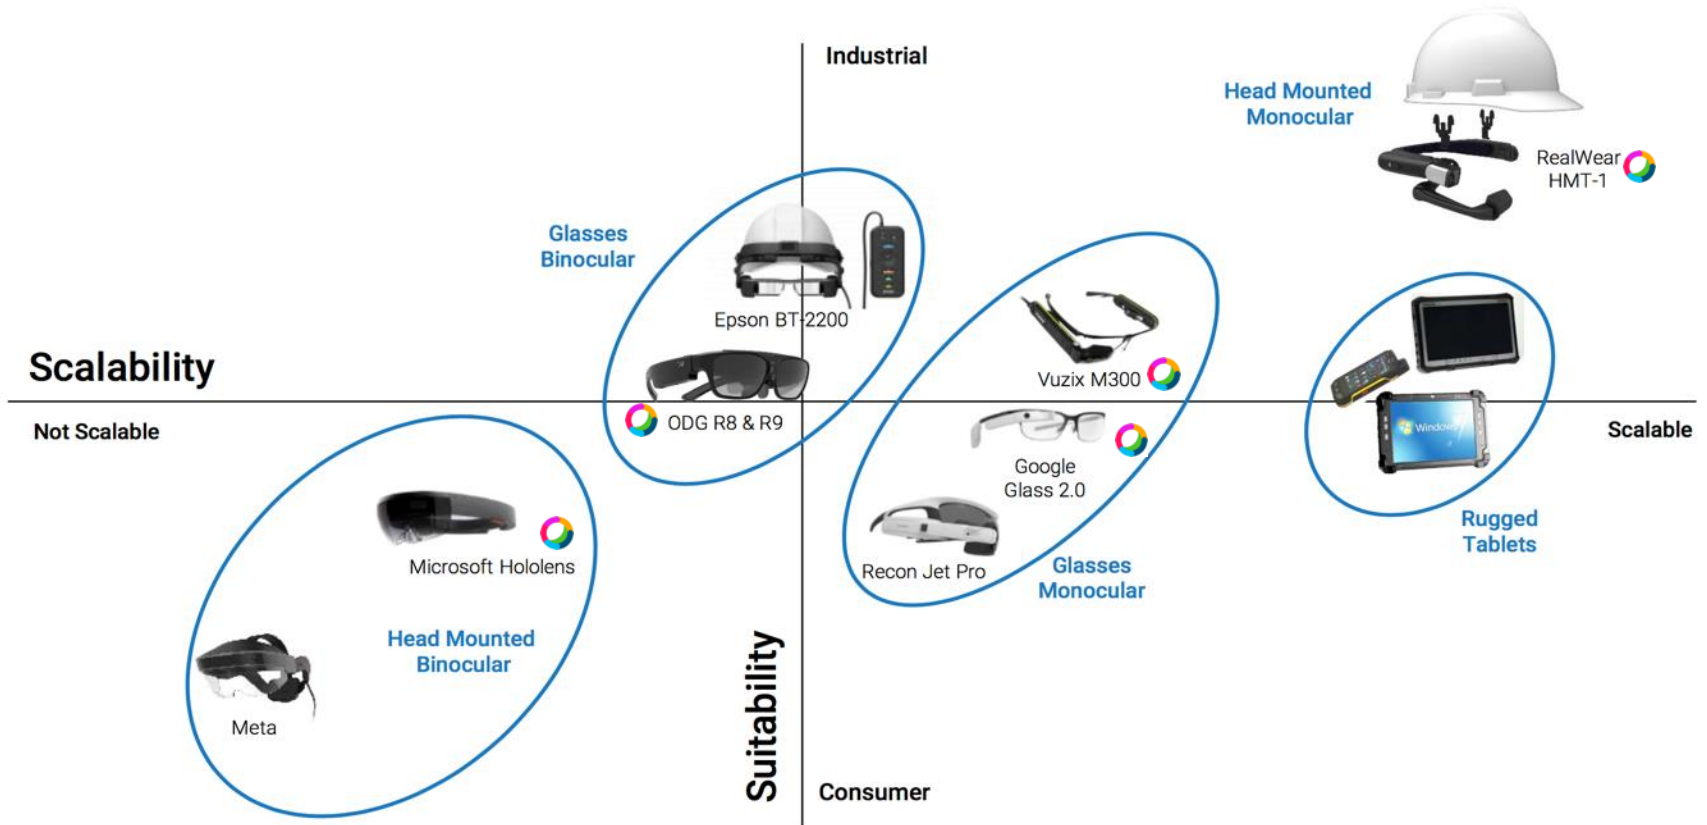 Industrial
Head Mounted
Monocular
RealWear
HMT-1
Glasses
Binocular
Epson BT-2200
Vuzix M300
Scalability
ODG R8 & R9
Not Scalable
Scalable
Windows
Google
Glass 2.0
Rugged
Tablets
Microsoft Hololens
Recon Jet Pro
Glasses
Monocular
Head Mounted
Binocular
Meta
Suitability
Consumer